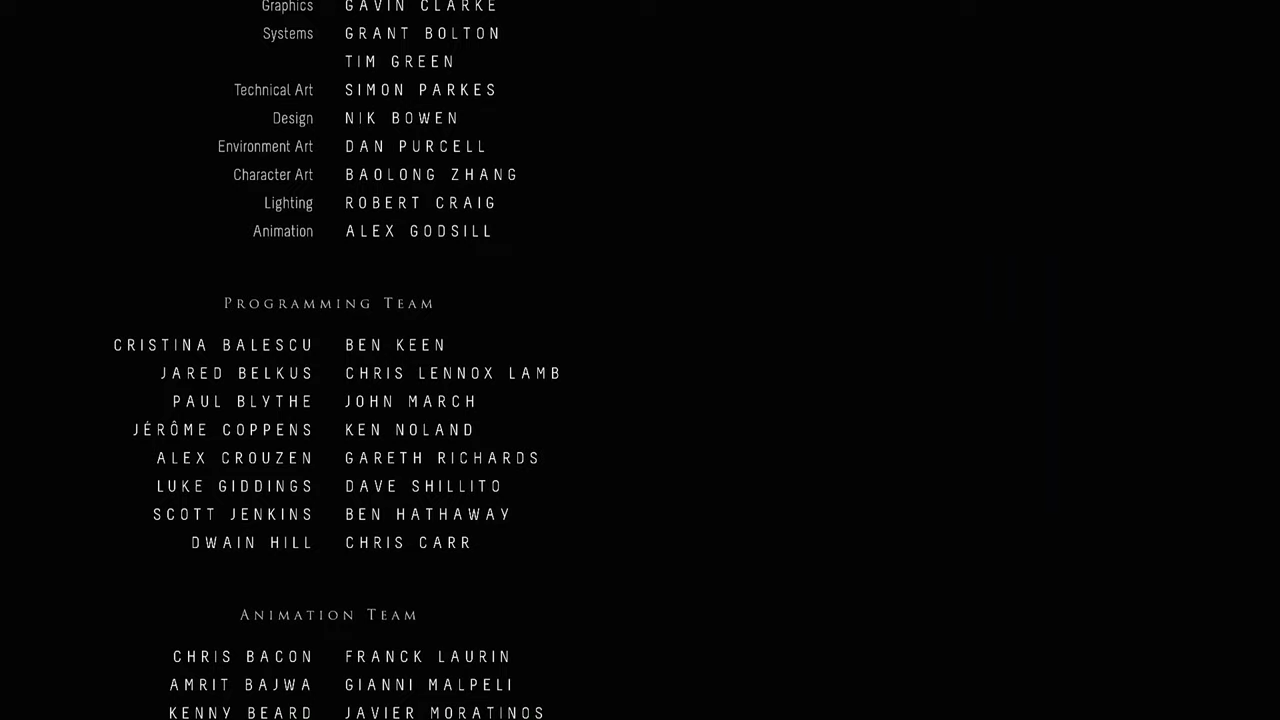 Graphics GAVIN CLARKE
Systems GRANT BOLTON
TIM GREEN
Technical Art SIMON PARKES
Design NIK BOWEN
Environment Art DAN PURCELL
Character Art BAOLONG ZHANG
Lighting ROBERT CRAIG
Animation ALEX GODSILL
PROGRAMMING TEAM
CRISTINA BALESCU BEN KEEN
JARED BELKUS CHRIS LENNOX LAMB
PAUL BLYTHE JOHN MARCH
JÉRÔME COPPENS KEN NOLAND
ALEX CROUZEN GARETH RICHARDS
LUKE GIDDINGS DAVE SHILLITO
SCOTT JENKINS BEN HATHAWAY
DWAIN HILL CHRIS CARR
ANIMATION TEAM
CHRIS BACON FRANCK LAURIN
AMRIT BAJWA GIANNI MALPELI
KENNY BEARD JAVIER MORATINOS